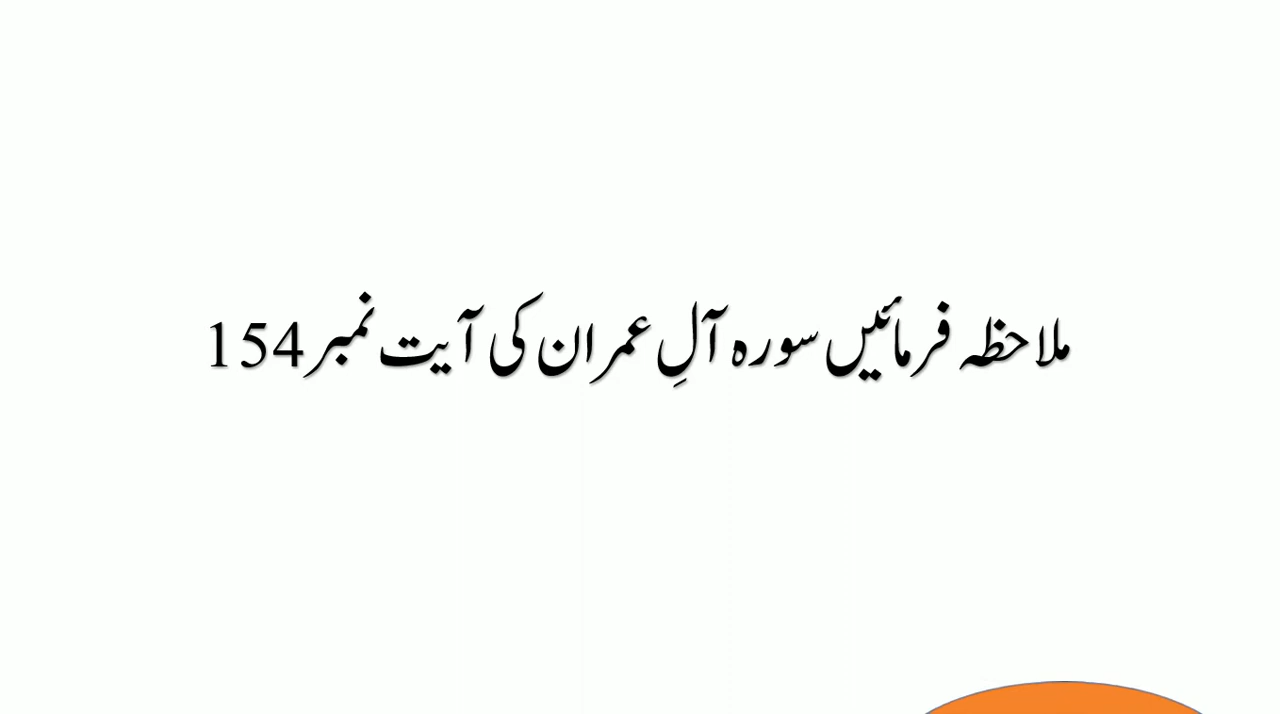 ملاحظہ فرمائیں سورہ آلِ عمران کی آیت نمبر 154